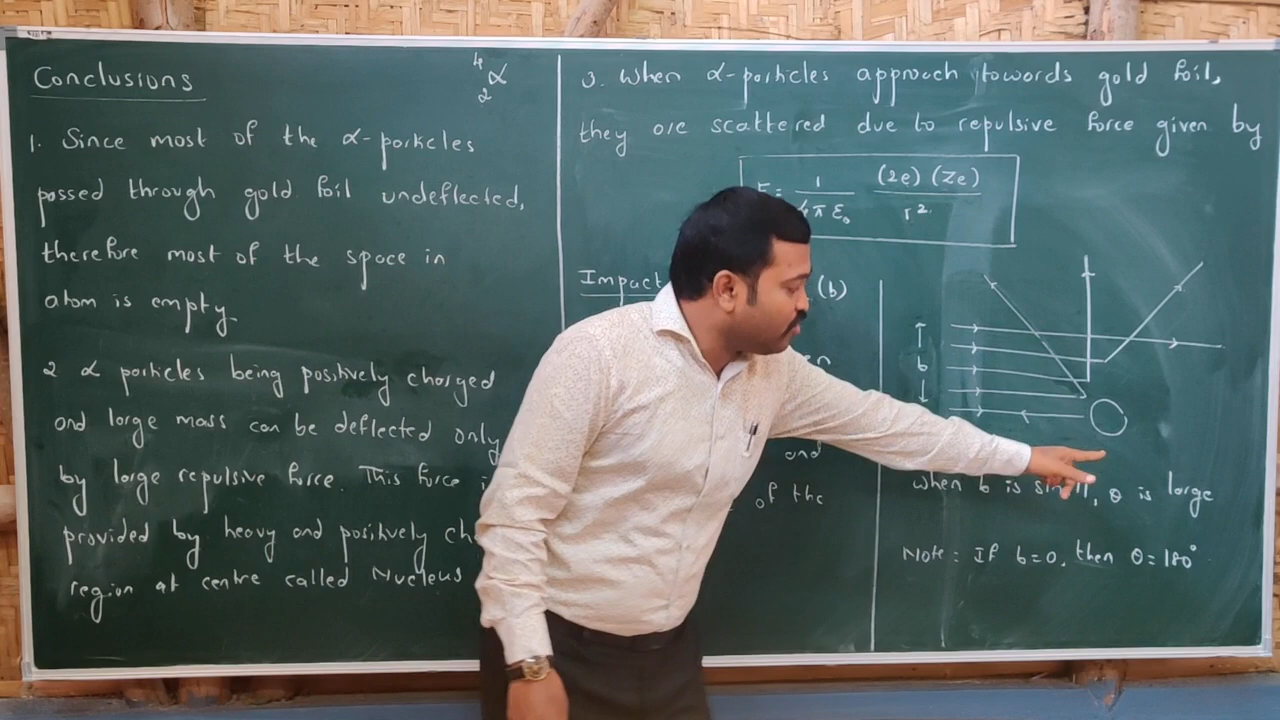 Conclusions
⁴₂α
1. Since most of the α-particles
passed through gold foil undeflected,
therefore most of the space in
atom is empty.
2 α particles being positively charged
and large mass can be deflected only
by large repulsive force. This force
provided by heavy and positively
region at centre called Nucleus
3. When α-particles approach towards gold foil,
they are scattered due to repulsive force given by
F = 1/4πε₀ (2e)(Ze)/r²
Impact (b)
and
of the
b
when b is small, θ is large
Note: If b=0, then θ=180°